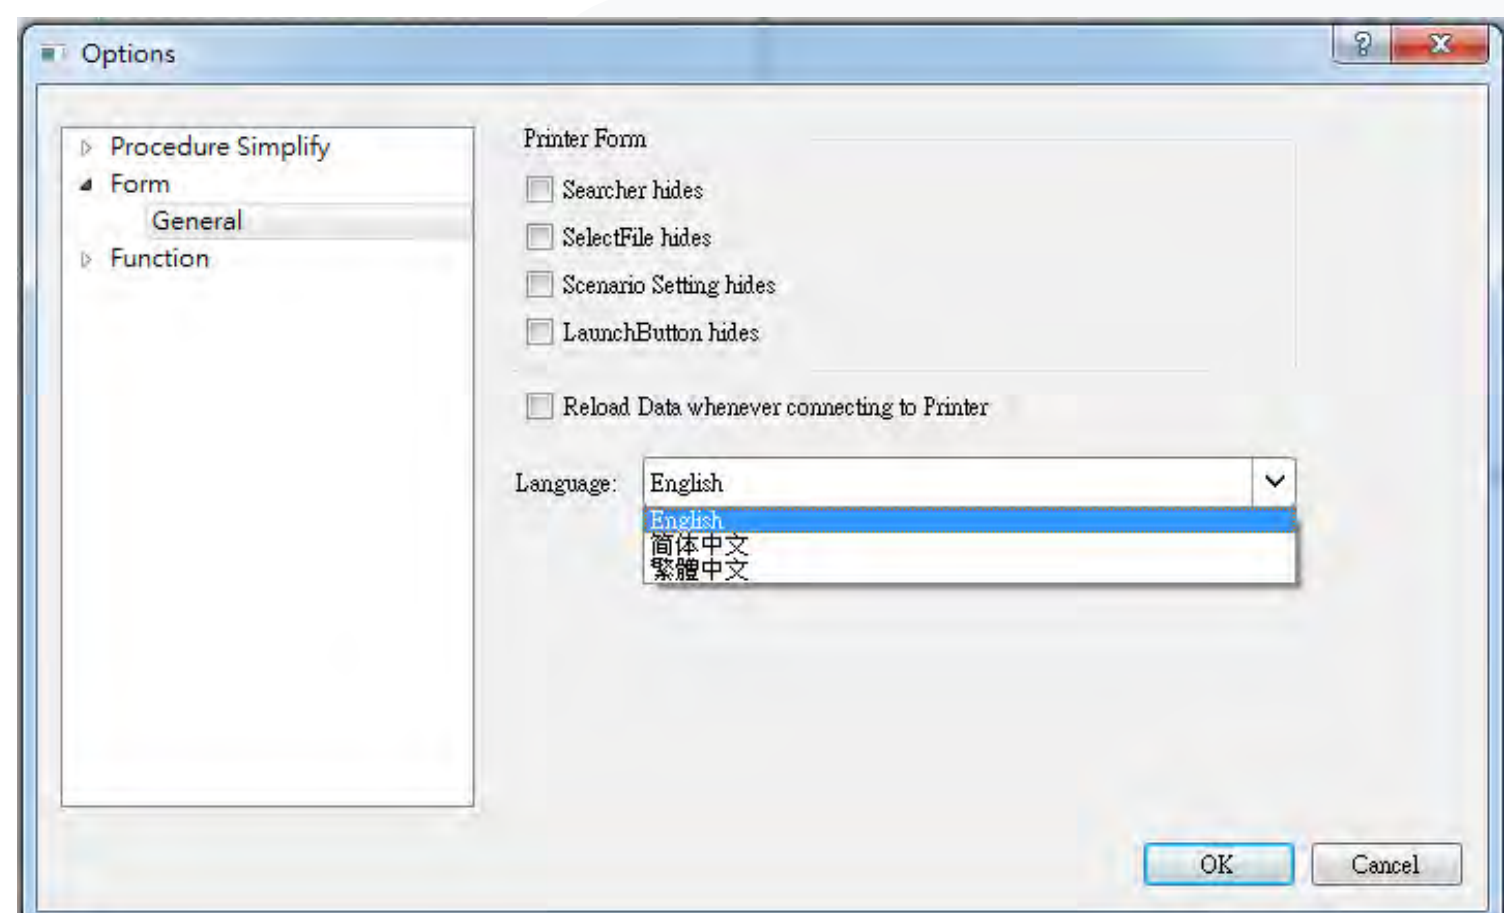 Options
Procedure Simplify
Form
General
Function
Printer Form
Searcher hides
SelectFile hides
Scenario Setting hides
LaunchButton hides
Reload Data whenever connecting to Printer
Language: English
English
简体中文
繁體中文
OK Cancel